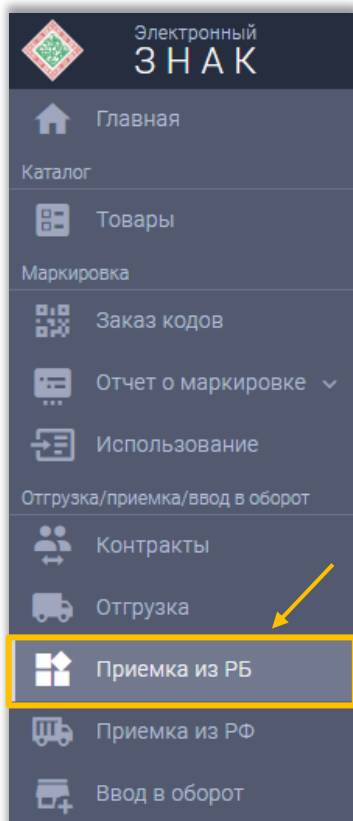 Электронный
ЗНАК
Главная
Каталог
Товары
Маркировка
Заказ кодов
Отчет о маркировке
Использование
Отгрузка/приемка/ввод в оборот
Контракты
Отгрузка
Приемка из РБ
Приемка из РФ
Ввод в оборот